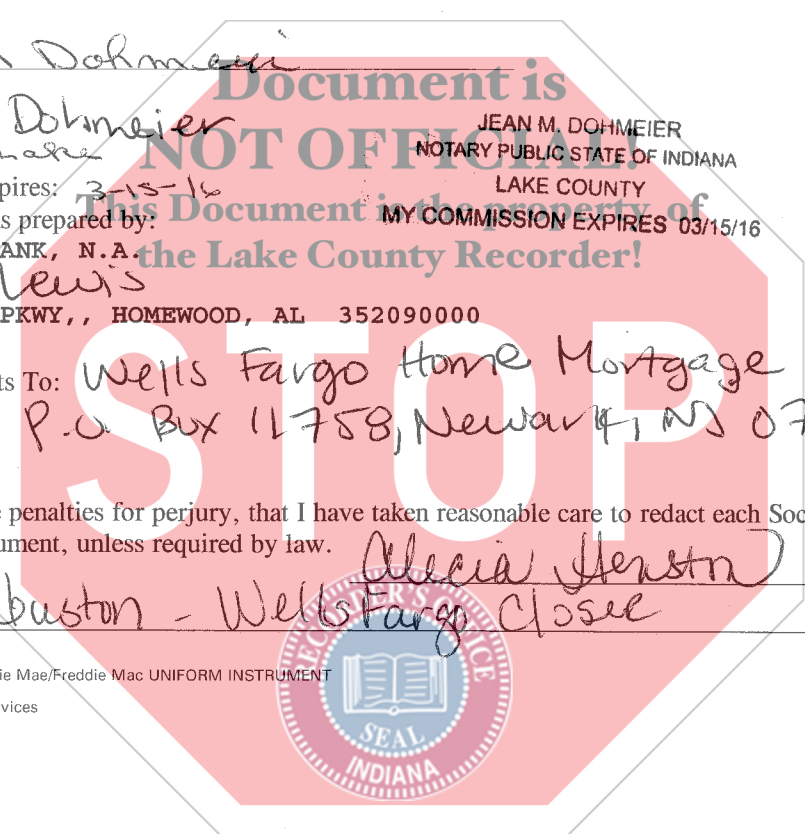 Dohmeier
Document is
Dohmeier
JEAN M. DOHMEIER
Lake
NOT OFFICIAL!
NOTARY PUBLIC STATE OF INDIANA
pires: 3-15-16
LAKE COUNTY
This Document is the property of
s prepared by:
MY COMMISSION EXPIRES 03/15/16
ANK, N.A.
the Lake County Recorder!
Lewis
PKWY,, HOMEWOOD, AL 352090000
STOP
ts To: Wells Fargo Home Mortgage
P.O. Box 11758, Newark, NJ 07
e penalties for perjury, that I have taken reasonable care to redact each Soc
ument, unless required by law.
Alecia
- Wells Fargo Closer
ie Mae/Freddie Mac UNIFORM INSTRUMENT
vices
RECORDER'S OFFICE
SEAL
INDIANA